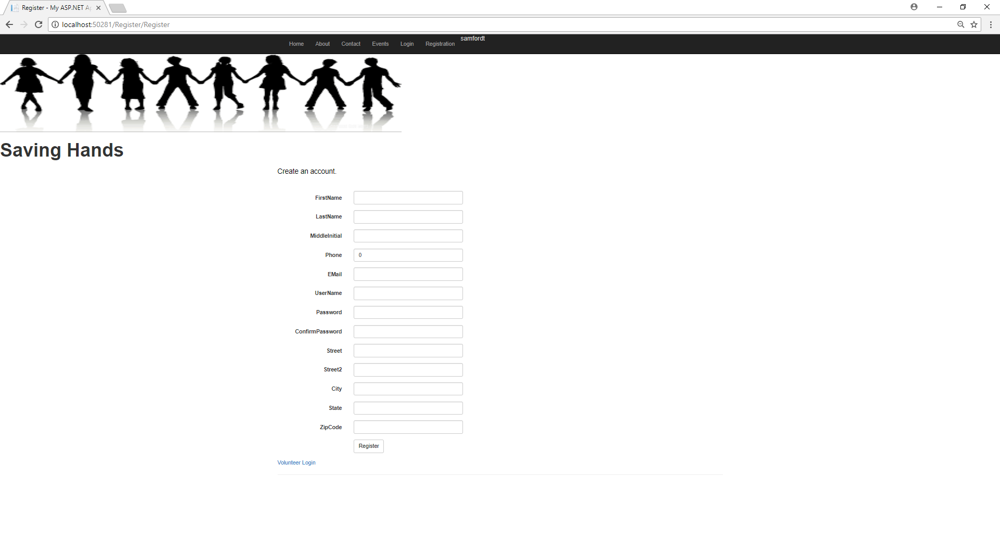 Register - My ASP.NET Ap
localhost:50281/Register/Register
Home About Contact Events Login Registration samfordt
Saving Hands
Create an account.
FirstName
LastName
MiddleInitial
Phone 0
EMail
UserName
Password
ConfirmPassword
Street
Street2
City
State
ZipCode
Register
Volunteer Login